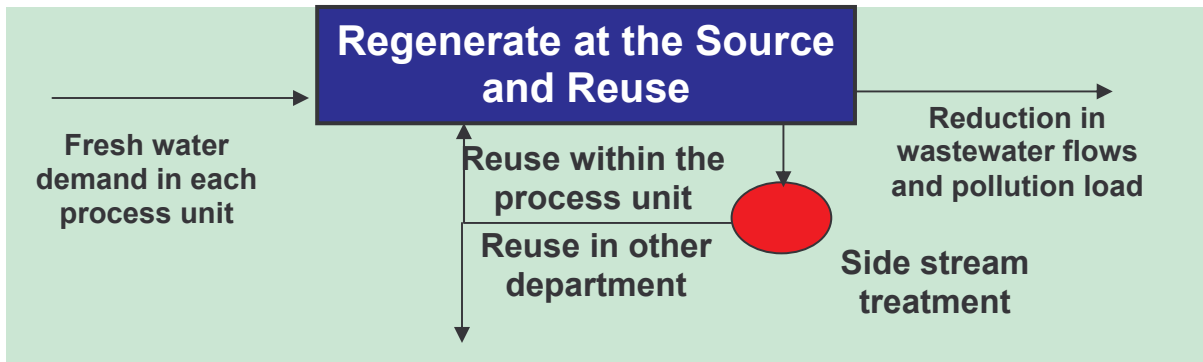 Regenerate at the Source
and Reuse
Fresh water
demand in each
process unit
Reuse within the
process unit
Reuse in other
department
Side stream
treatment
Reduction in
wastewater flows
and pollution load